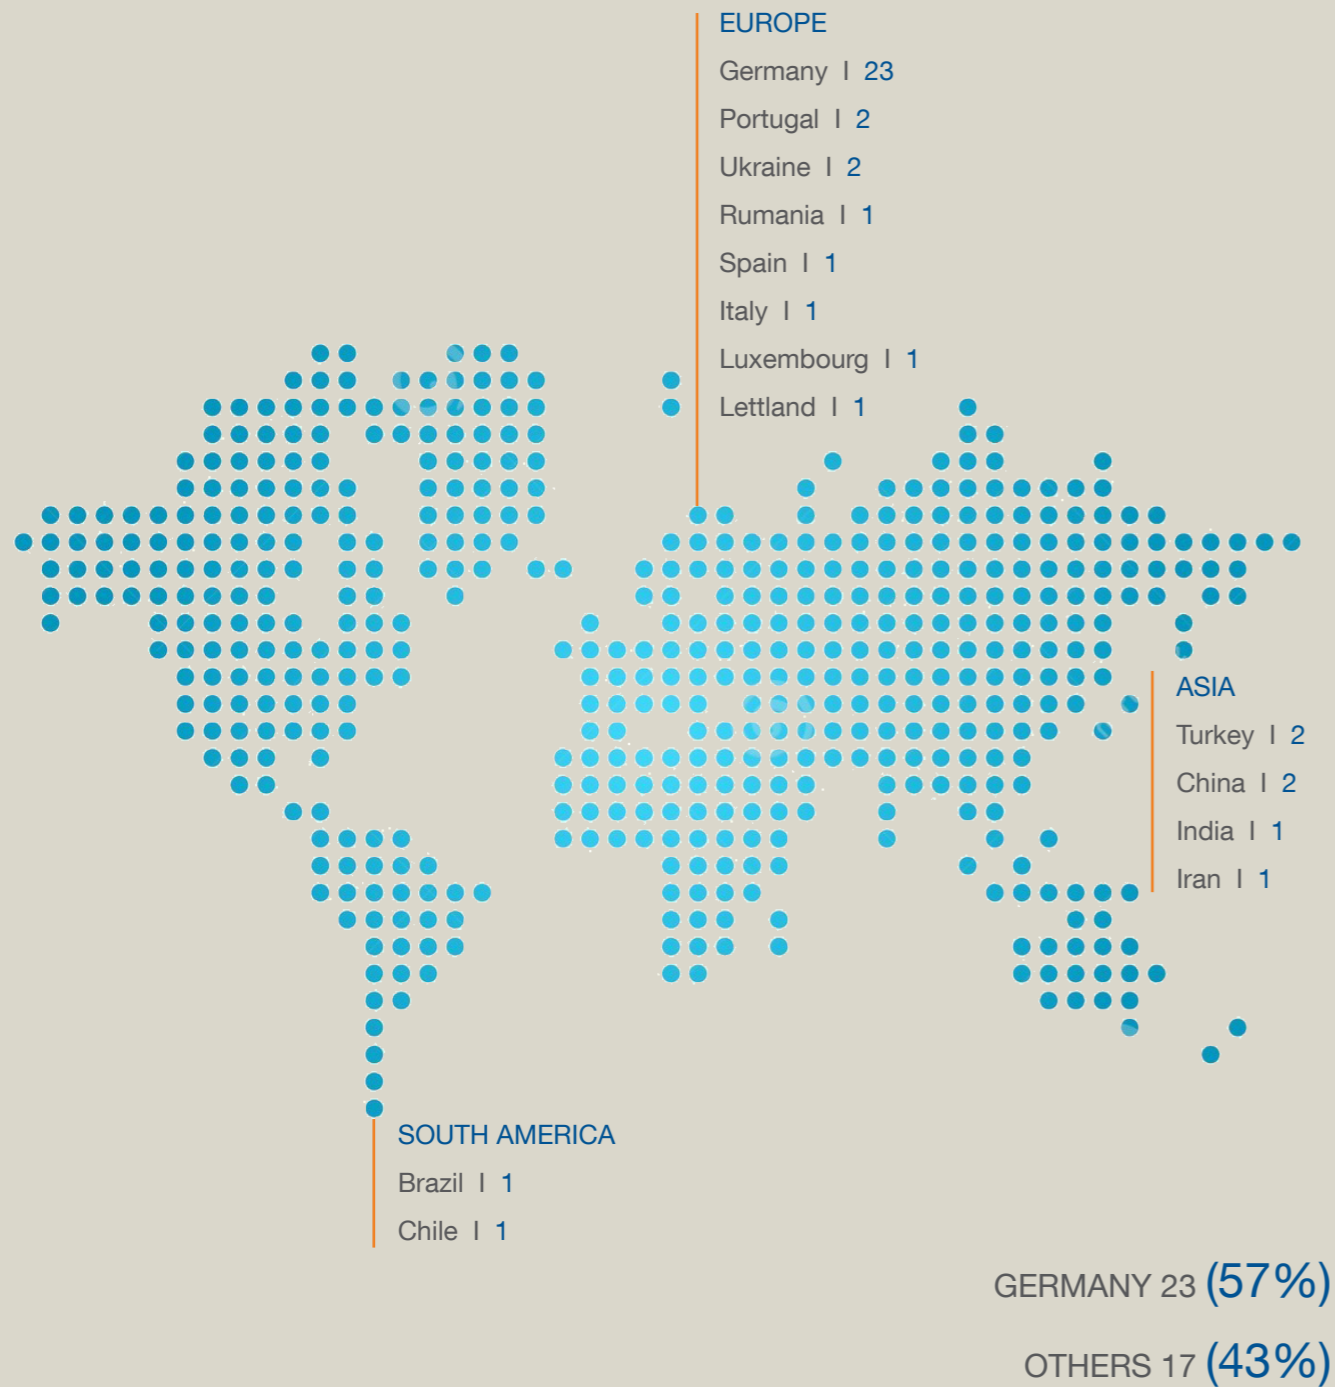 EUROPE
Germany I 23
Portugal I 2
Ukraine I 2
Rumania I 1
Spain I 1
Italy I 1
Luxembourg I 1
Lettland I 1
ASIA
Turkey I 2
China I 2
India I 1
Iran I 1
SOUTH AMERICA
Brazil I 1
Chile I 1
GERMANY 23 (57%)
OTHERS 17 (43%)